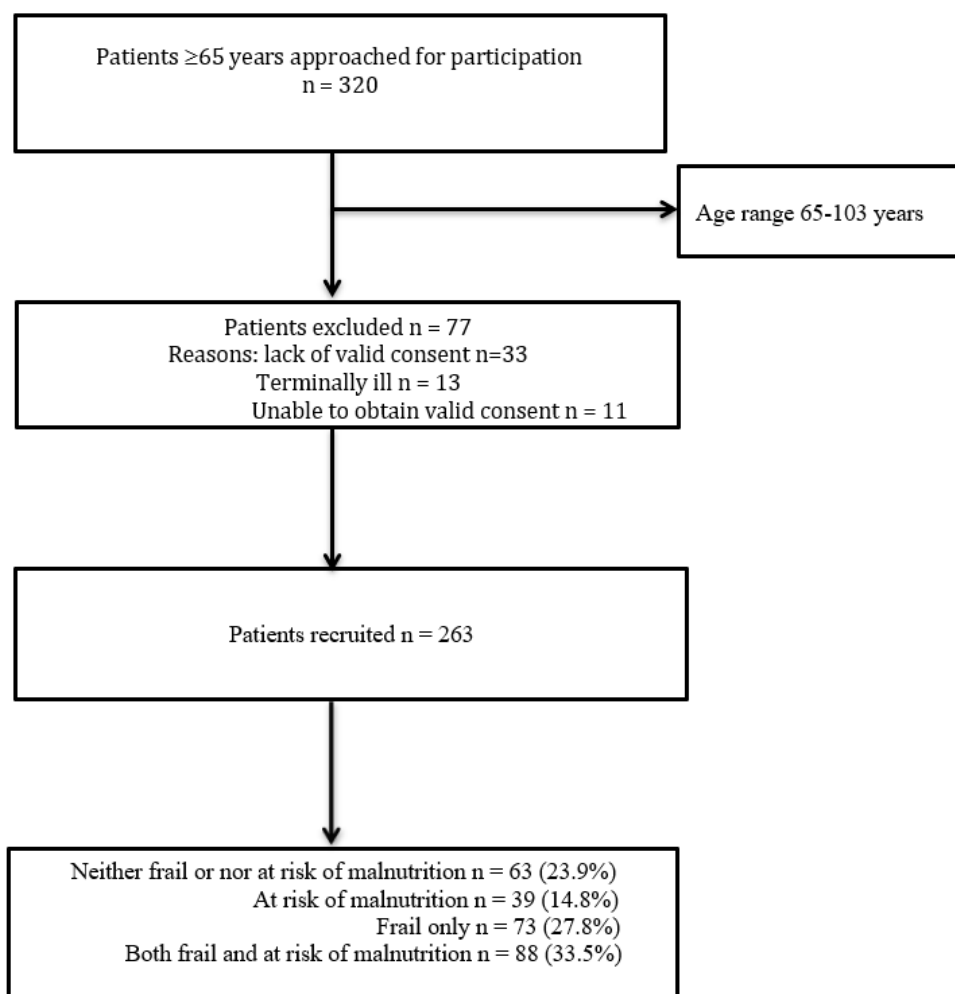 Patients ≥65 years approached for participation
n = 320
Age range 65-103 years
Patients excluded n = 77
Reasons: lack of valid consent n=33
Terminally ill n = 13
Unable to obtain valid consent n = 11
Patients recruited n = 263
Neither frail or nor at risk of malnutrition n = 63 (23.9%)
At risk of malnutrition n = 39 (14.8%)
Frail only n = 73 (27.8%)
Both frail and at risk of malnutrition n = 88 (33.5%)